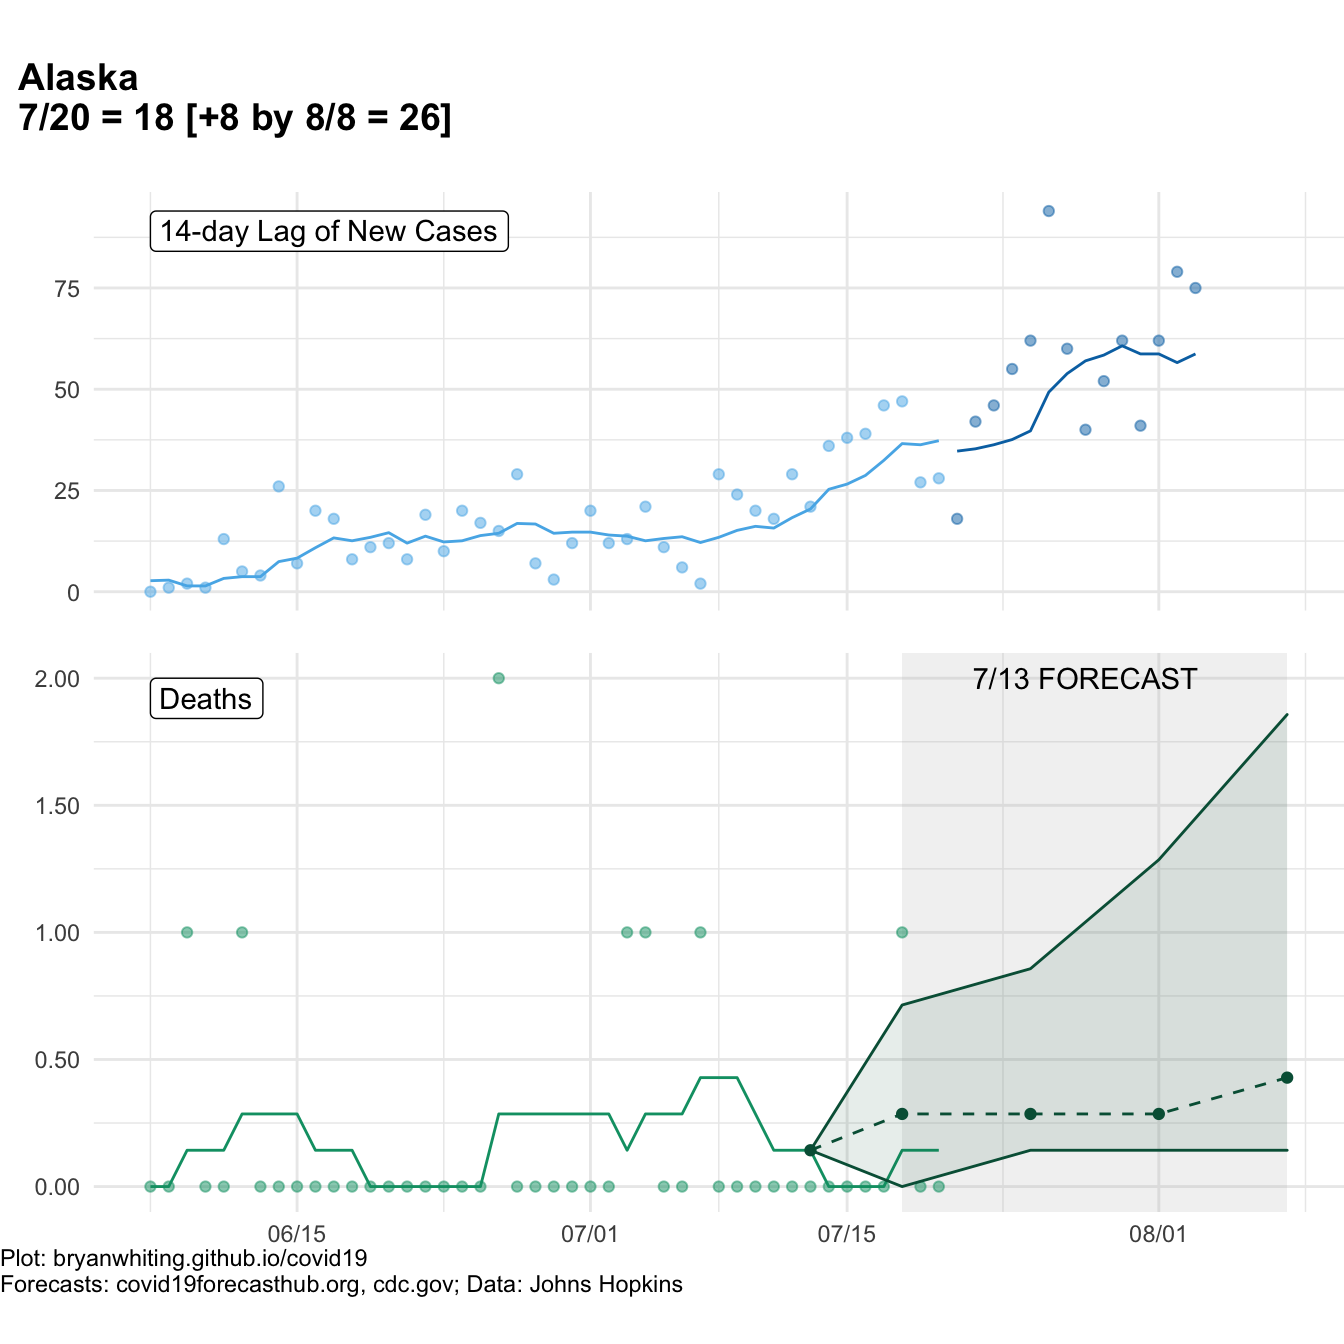 Alaska
7/20 = 18 [+8 by 8/8 = 26]
14-day Lag of New Cases
75
50
25
0
7/13 FORECAST
2.00
Deaths
1.50
1.00
0.50
0.00
06/15 07/01 07/15 08/01
Plot: bryanwhiting.github.io/covid19
Forecasts: covid19forecasthub.org, cdc.gov; Data: Johns Hopkins